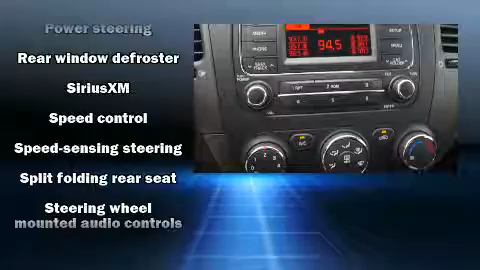 Power steering
Rear window defroster
SiriusXM
Speed control
Speed-sensing steering
Split folding rear seat
Steering wheel
mounted audio controls
94.5